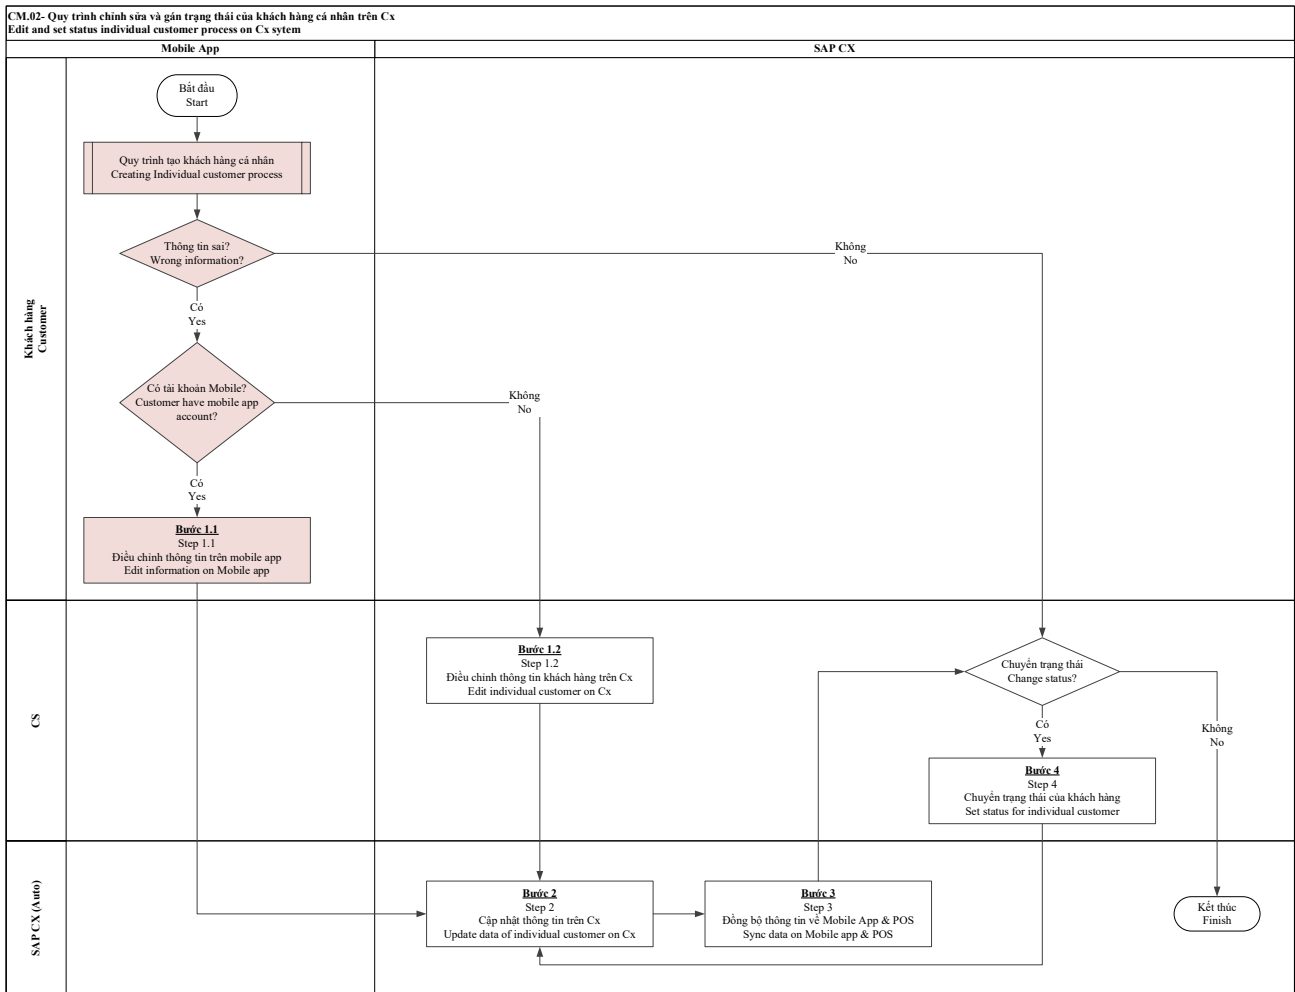 CM.02- Quy trình chỉnh sửa và gán trạng thái của khách hàng cá nhân trên Cx
Edit and set status individual customer process on Cx sytem
Mobile App
SAP CX
Khách hàng
Customer
Bắt đầu
Start
Quy trình tạo khách hàng cá nhân
Creating Individual customer process
Thông tin sai?
Wrong information?
Không
No
Có
Yes
Có tài khoản Mobile?
Customer have mobile app
account?
Không
No
Có
Yes
Bước 1.1
Step 1.1
Điều chỉnh thông tin trên mobile app
Edit information on Mobile app
CS
Bước 1.2
Step 1.2
Điều chỉnh thông tin khách hàng trên Cx
Edit individual customer on Cx
Chuyển trạng thái
Change status?
Có
Yes
Không
No
Bước 4
Step 4
Chuyển trạng thái của khách hàng
Set status for individual customer
SAP CX (Auto)
Bước 2
Step 2
Cập nhật thông tin trên Cx
Update data of individual customer on Cx
Bước 3
Step 3
Đồng bộ thông tin về Mobile App & POS
Sync data on Mobile app & POS
Kết thúc
Finish